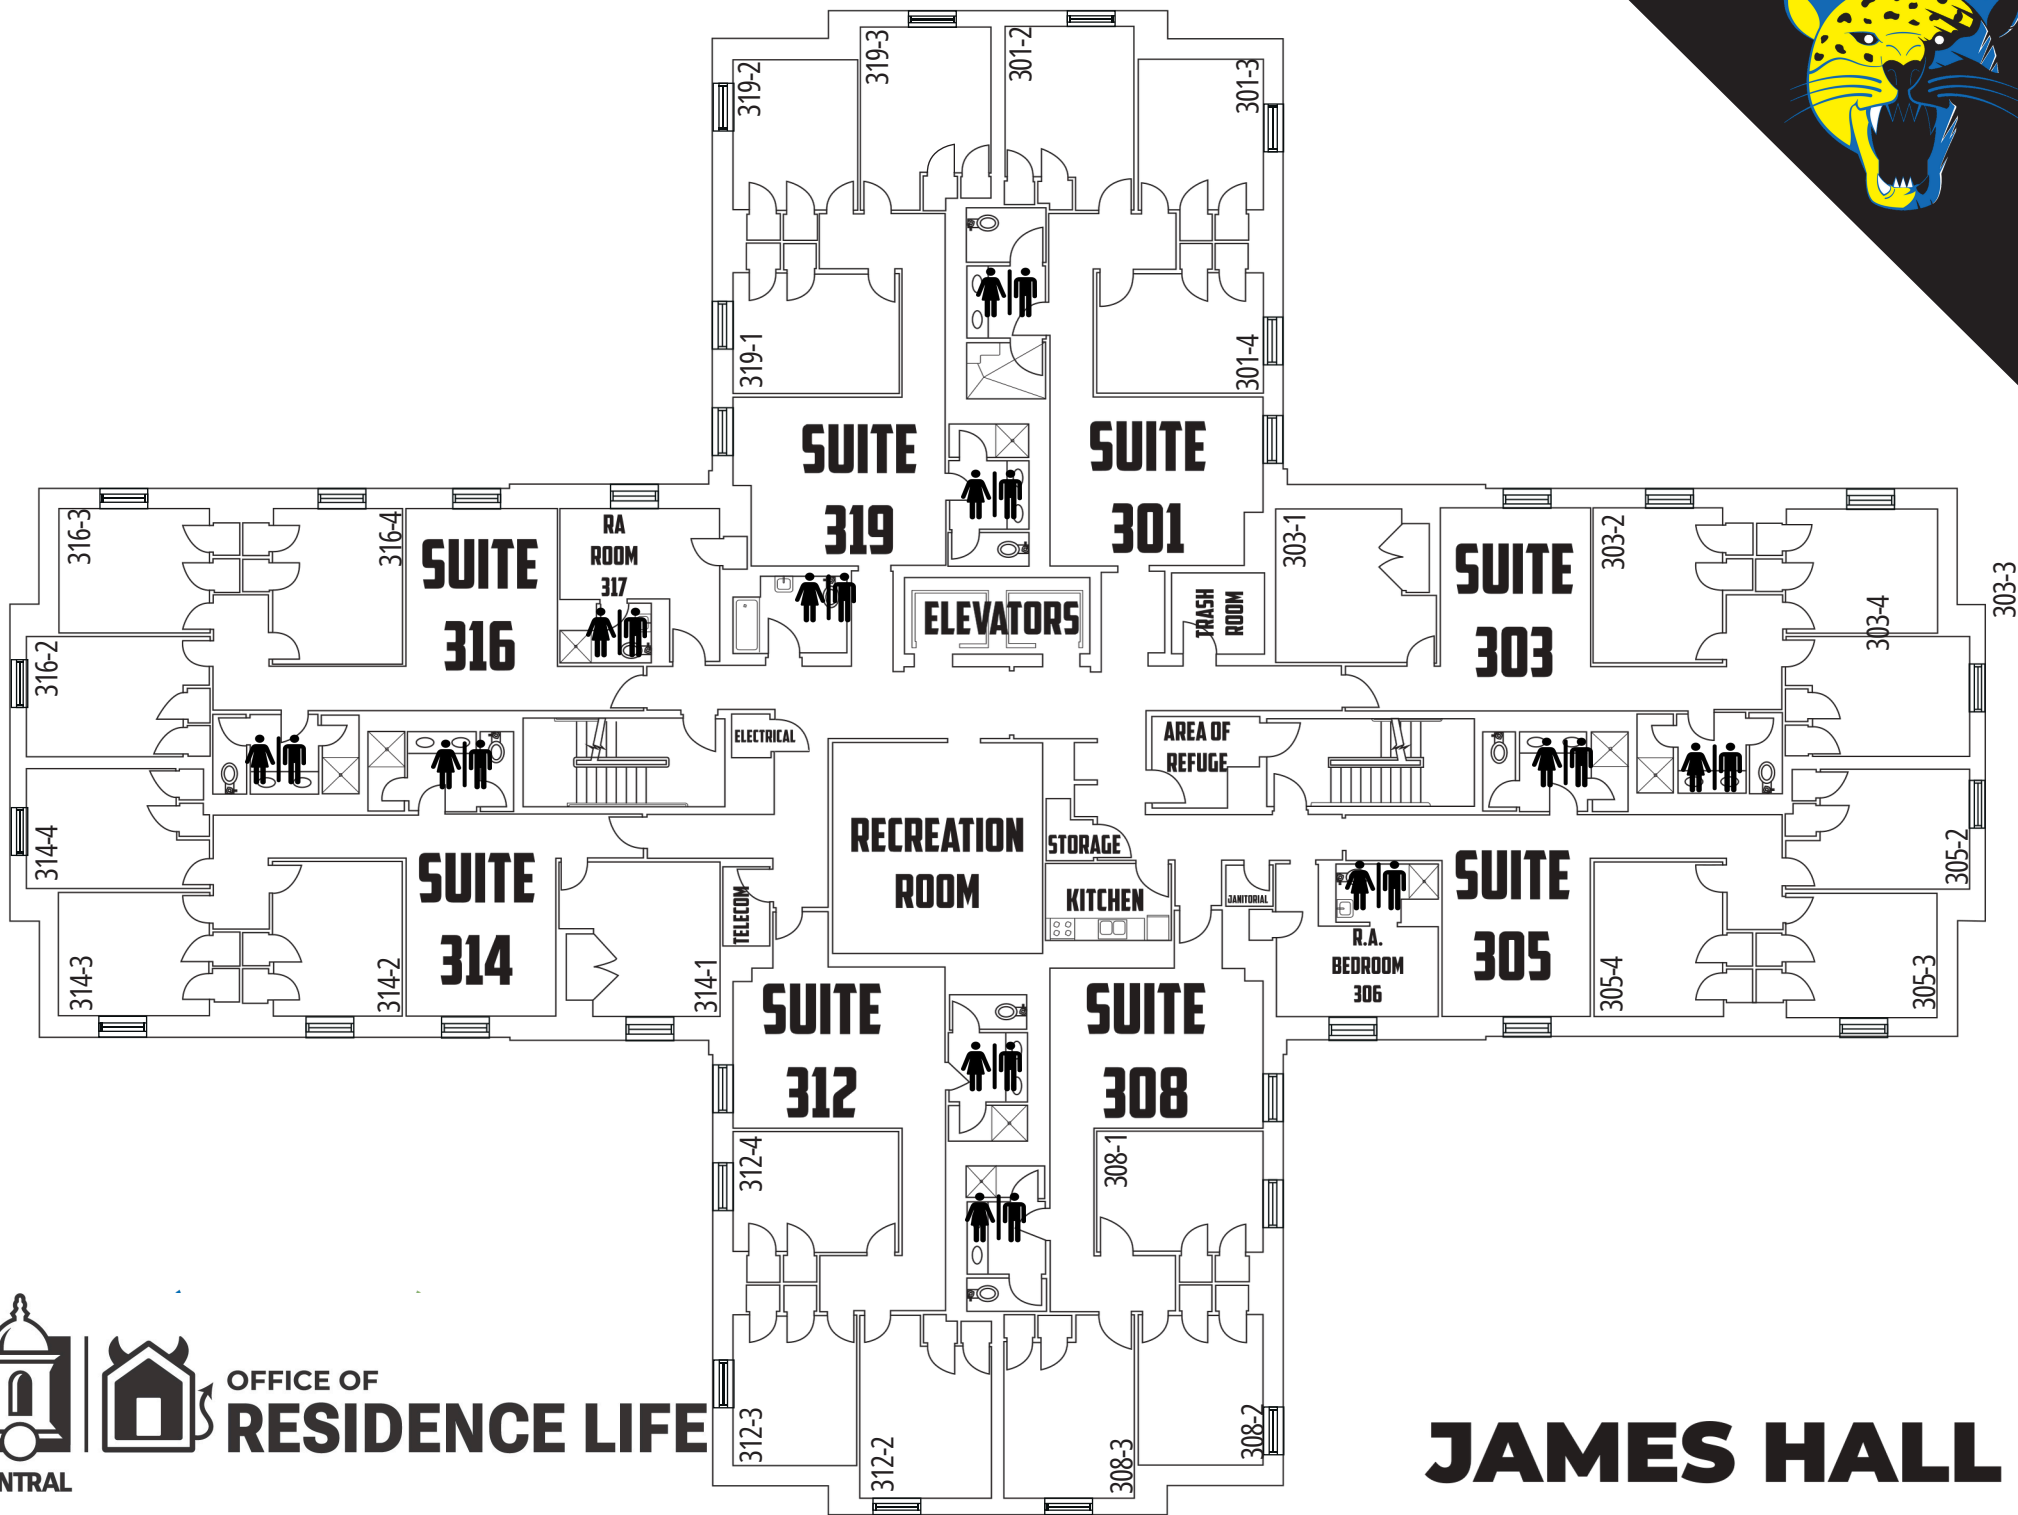 319-2
319-3
301-2
301-3
319-1
301-4
SUITE
319
SUITE
301
316-3
316-4
SUITE
316
RA
ROOM
317
303-1
SUITE
303
303-2
303-3
303-4
ELEVATORS
TRASH
ROOM
316-2
ELECTRICAL
AREA OF
REFUGE
314-4
SUITE
314
RECREATION
ROOM
STORAGE
KITCHEN
JANITORIAL
TELECOM
SUITE
305
305-2
R.A.
BEDROOM
306
314-3
314-2
314-1
305-4
305-3
SUITE
312
SUITE
308
312-4
308-1
312-3
312-2
308-3
308-2
NTRAL
OFFICE OF
RESIDENCE LIFE
JAMES HALL